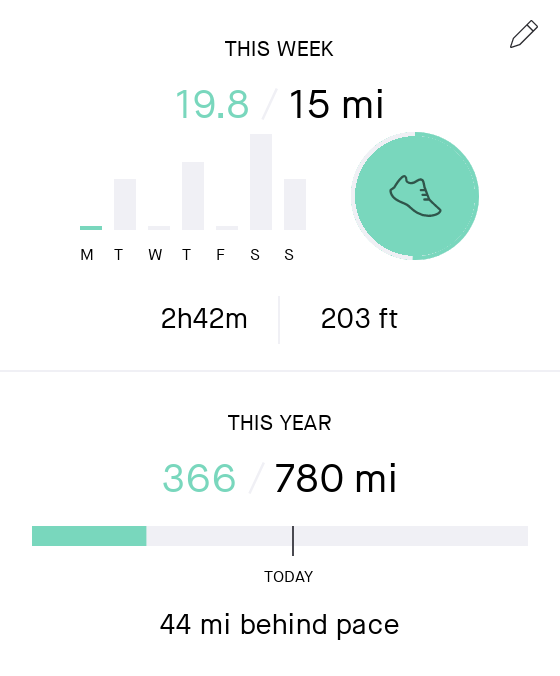 THIS WEEK
19.8 / 15 mi
M T W T F S S
2h42m 203 ft
THIS YEAR
366 / 780 mi
TODAY
44 mi behind pace